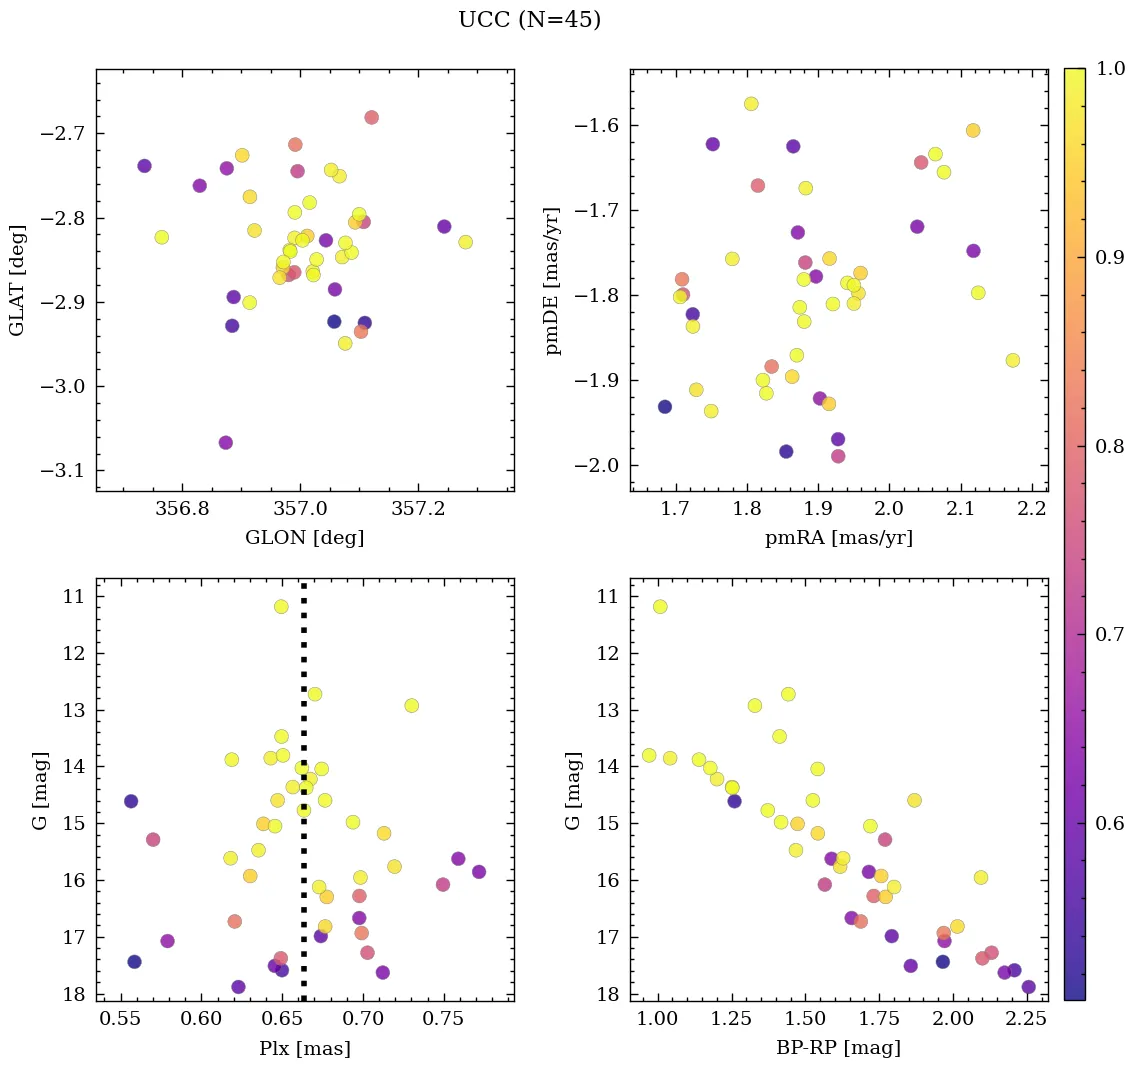 UCC (N=45)
−2.7
−2.8
−2.9
−3.0
−3.1
GLAT [deg]
356.8 357.0 357.2
GLON [deg]
−1.6
−1.7
−1.8
−1.9
−2.0
pmDE [mas/yr]
1.7 1.8 1.9 2.0 2.1 2.2
pmRA [mas/yr]
11
12
13
14
15
16
17
18
G [mag]
0.55 0.60 0.65 0.70 0.75
Plx [mas]
11
12
13
14
15
16
17
18
G [mag]
1.00 1.25 1.50 1.75 2.00 2.25
BP-RP [mag]
1.0
0.9
0.8
0.7
0.6